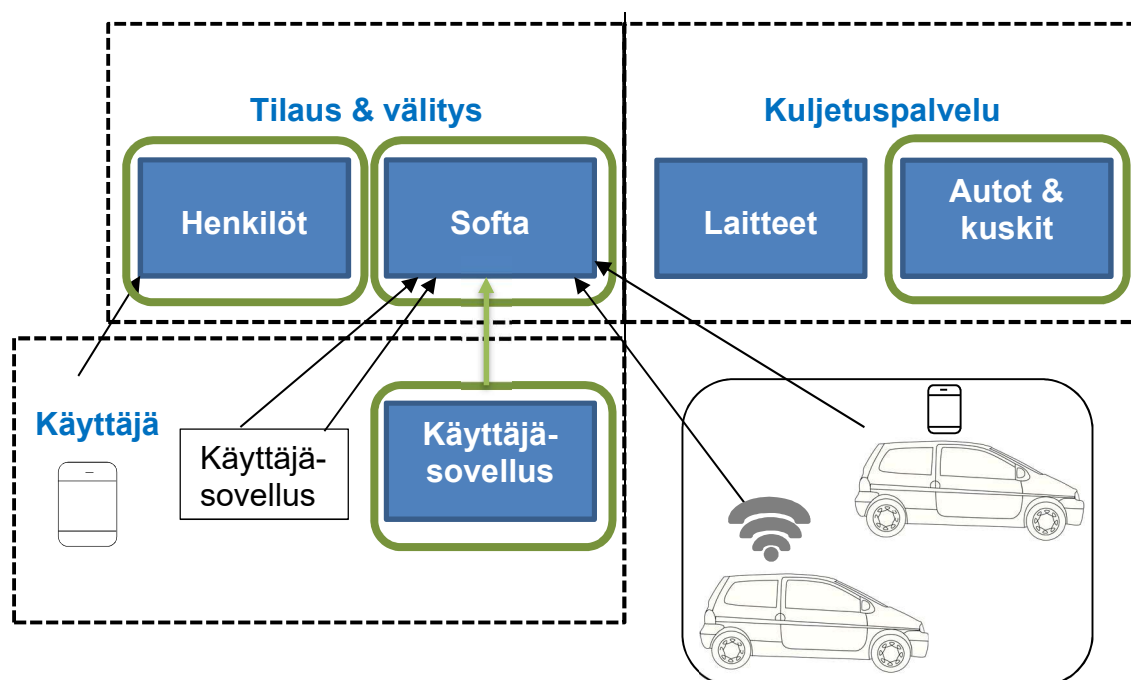 Tilaus & välitys
Kuljetuspalvelu
Henkilöt
Softa
Laitteet
Autot &
kuskit
Käyttäjä
Käyttäjä-
sovellus
Käyttäjä-
sovellus